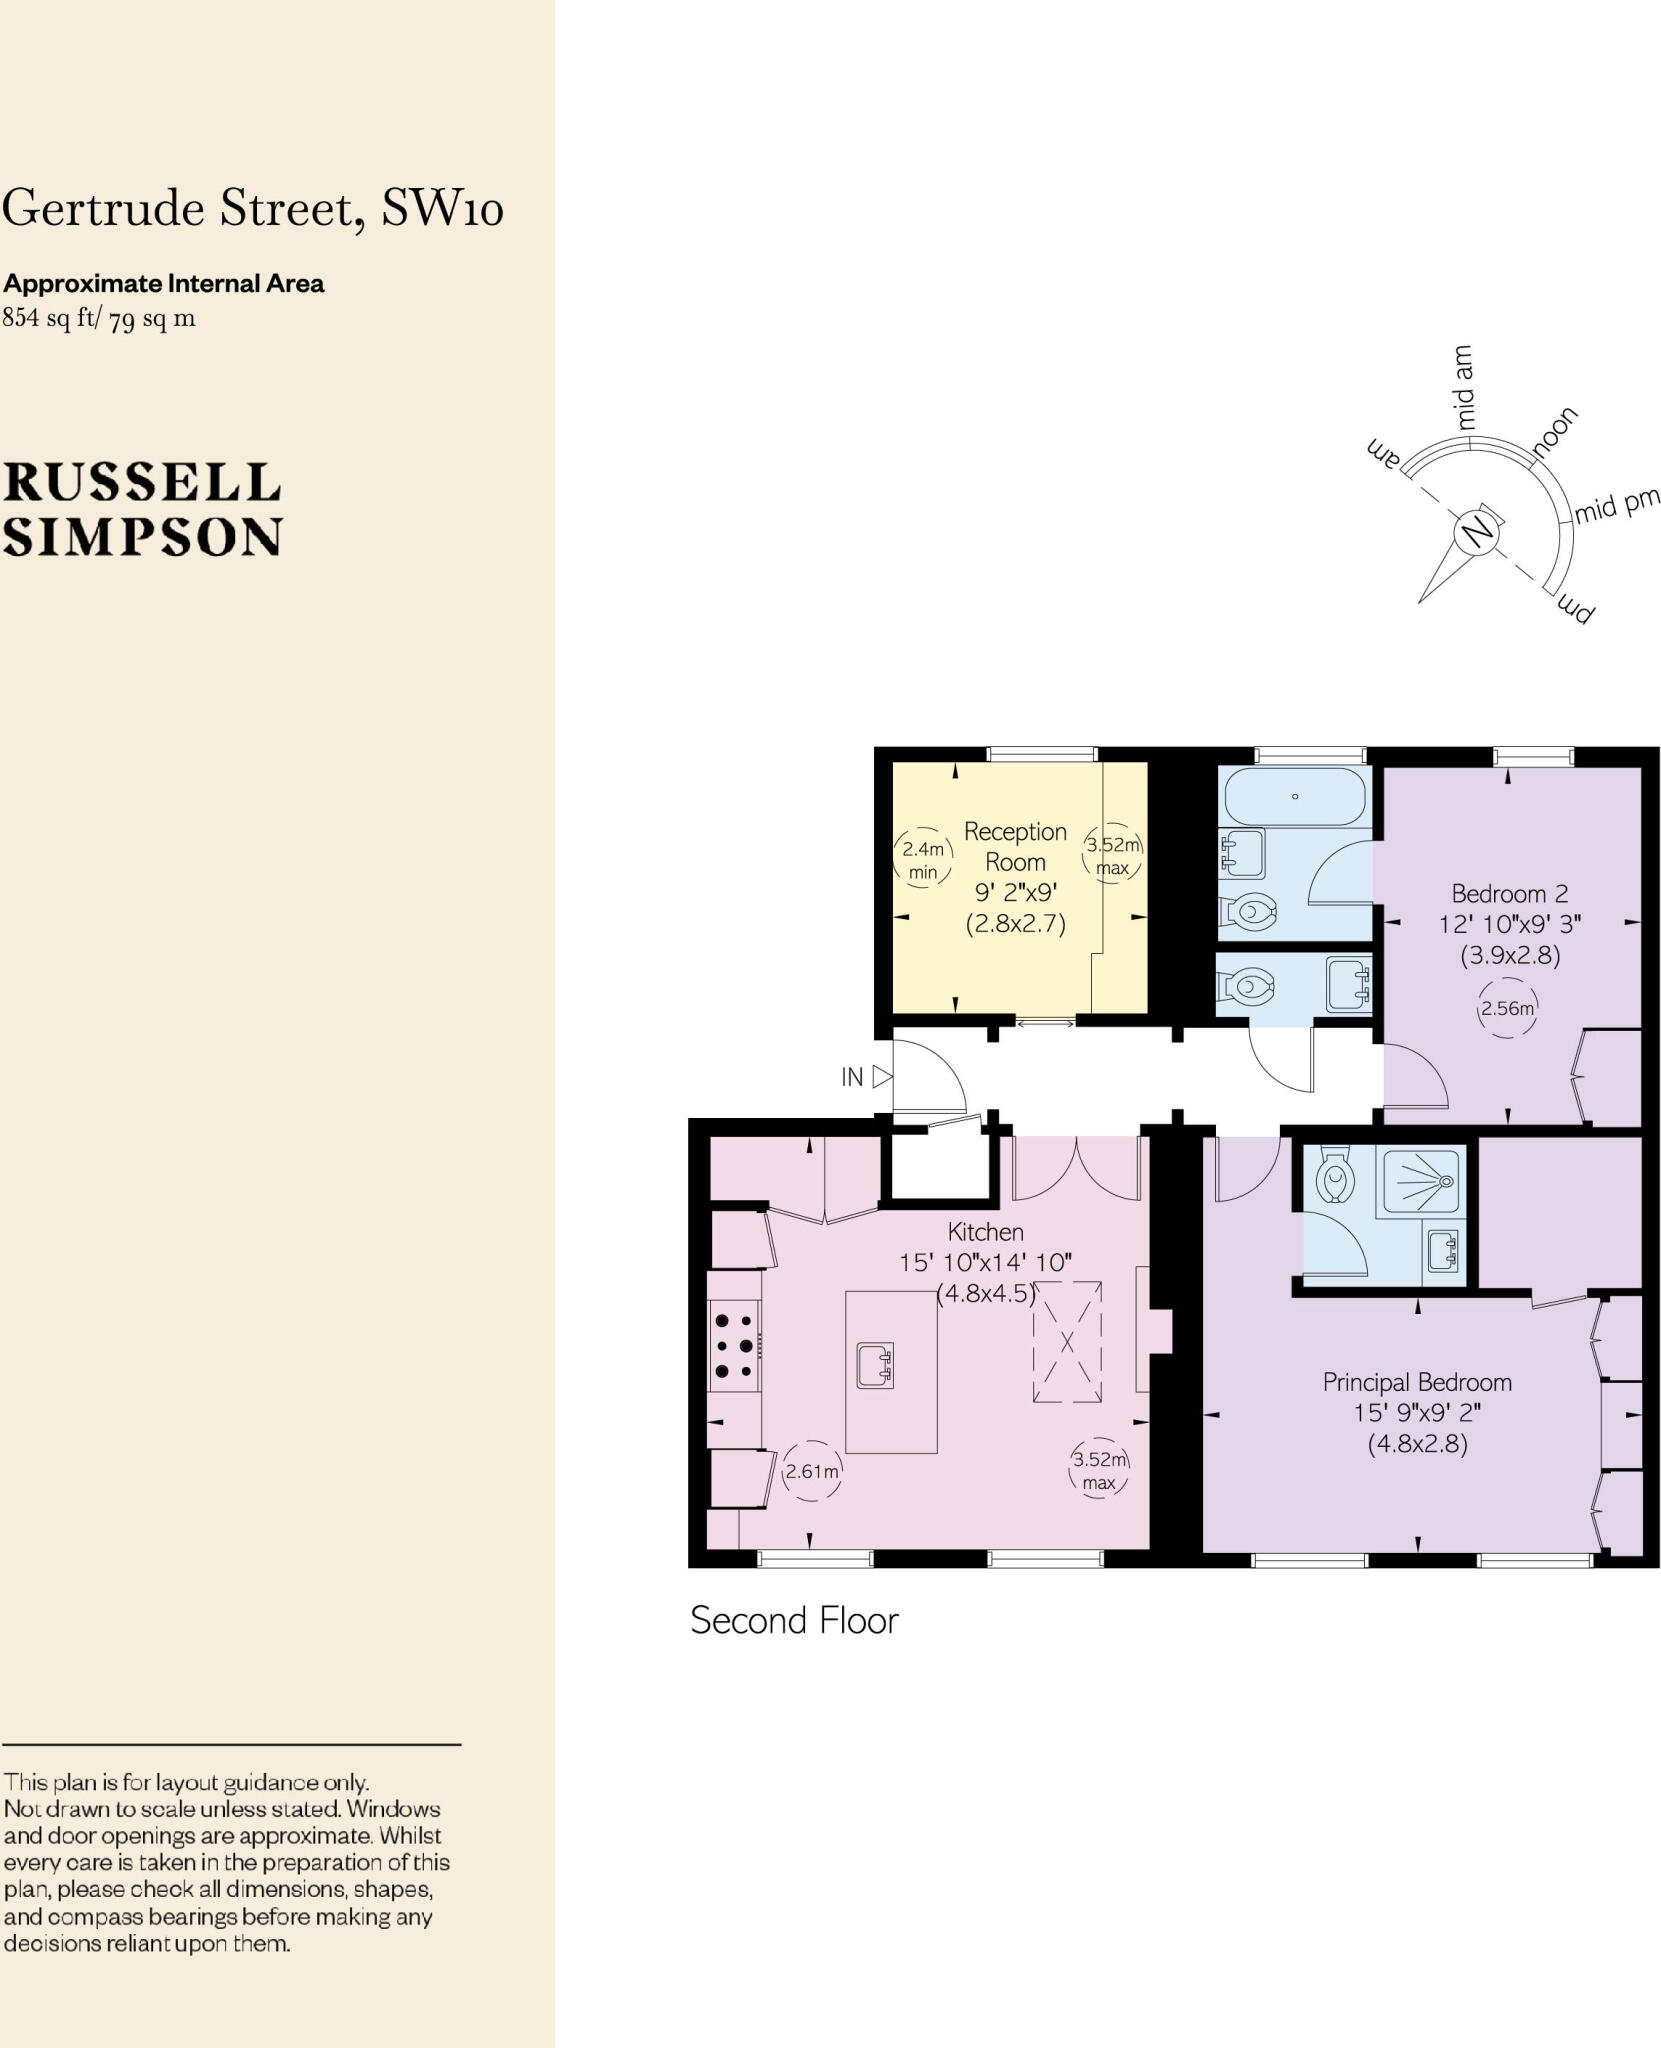 Gertrude Street, SW10
Approximate Internal Area
854 sq ft/ 79 sq m
RUSSELL
SIMPSON
am
mid am
noon
mid pm
pm
N
Reception
Room
9' 2"x9'
(2.8x2.7)
2.4m
min
3.52m
max
Bedroom 2
12' 10"x9' 3"
(3.9x2.8)
2.56m
IN
Kitchen
15' 10"x14' 10"
(4.8x4.5)
2.61m
3.52m
max
Principal Bedroom
15' 9"x9' 2"
(4.8x2.8)
Second Floor
This plan is for layout guidance only.
Not drawn to scale unless stated. Windows
and door openings are approximate. Whilst
every care is taken in the preparation of this
plan, please check all dimensions, shapes,
and compass bearings before making any
decisions reliant upon them.